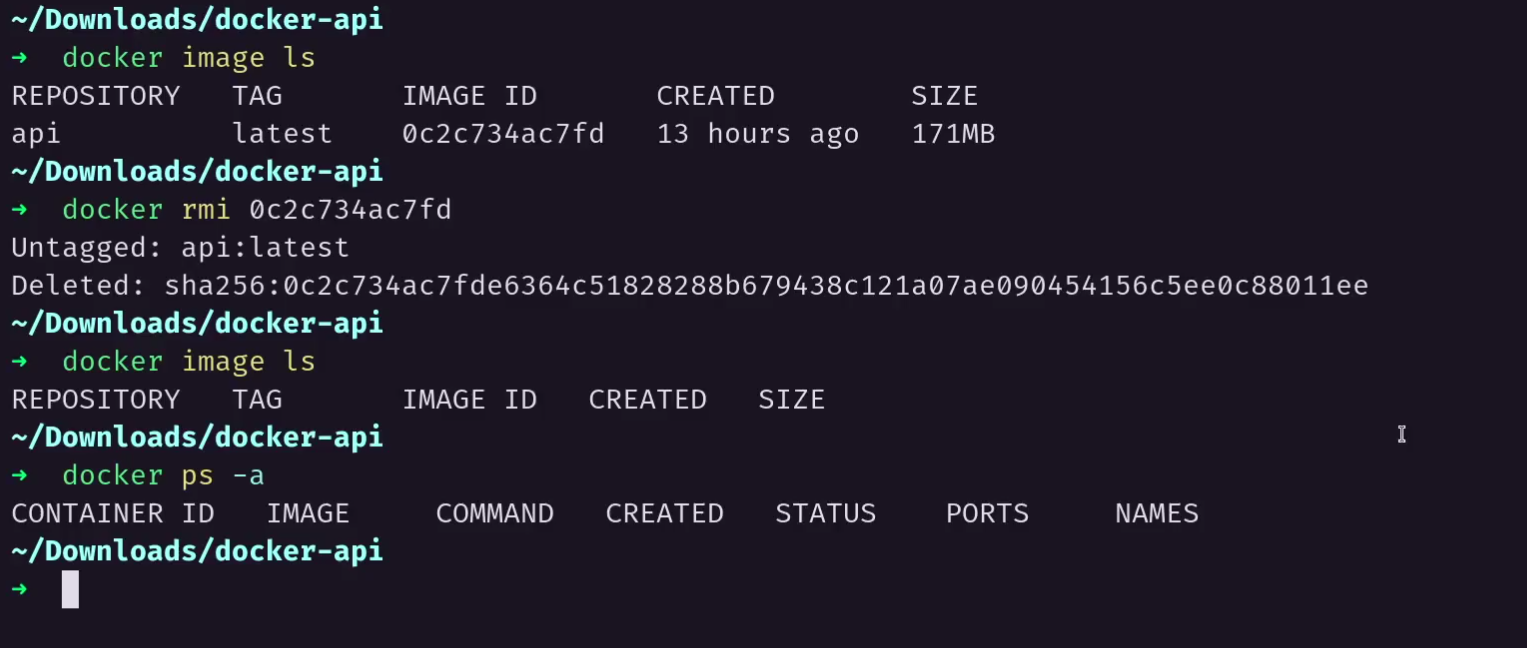 ~/Downloads/docker-api
→ docker image ls
REPOSITORY TAG IMAGE ID CREATED SIZE
api latest 0c2c734ac7fd 13 hours ago 171MB
~/Downloads/docker-api
→ docker rmi 0c2c734ac7fd
Untagged: api:latest
Deleted: sha256:0c2c734ac7fde6364c51828288b679438c121a07ae090454156c5ee0c88011ee
~/Downloads/docker-api
→ docker image ls
REPOSITORY TAG IMAGE ID CREATED SIZE
~/Downloads/docker-api
→ docker ps -a
CONTAINER ID IMAGE COMMAND CREATED STATUS PORTS NAMES
~/Downloads/docker-api
→